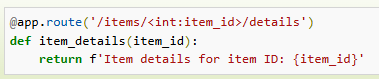 @app.route('/items/<int:item_id>/details')
def item_details(item_id):
    return f'Item details for item ID: {item_id}'